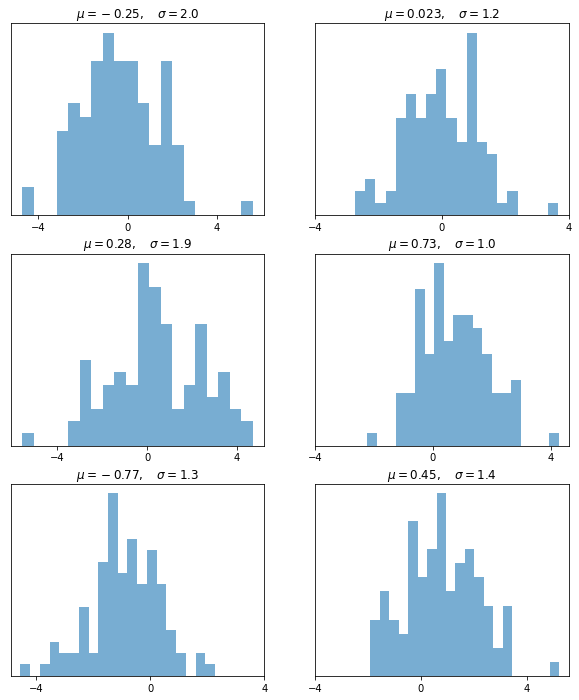 μ = −0.25, σ = 2.0
μ = 0.023, σ = 1.2
−4 0 4
−4 0 4
μ = 0.28, σ = 1.9
μ = 0.73, σ = 1.0
−4 0 4
−4 0 4
μ = −0.77, σ = 1.3
μ = 0.45, σ = 1.4
−4 0 4
−4 0 4